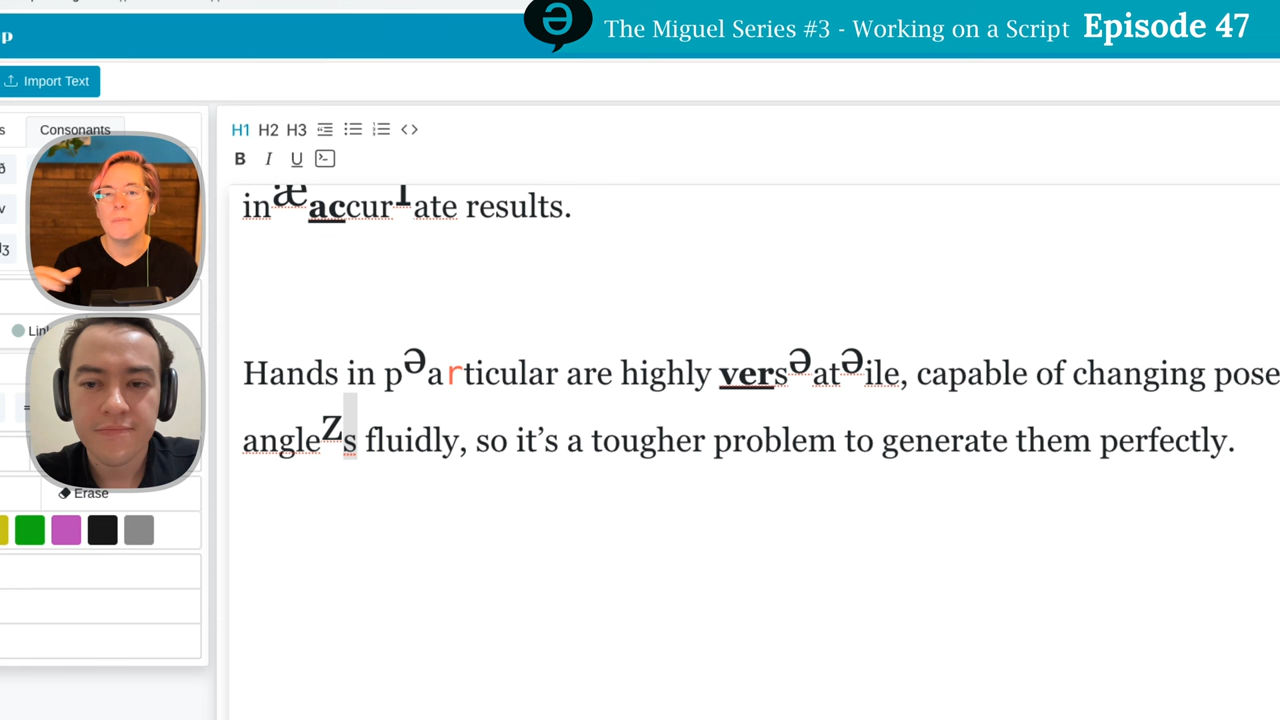 ə The Miguel Series #3 - Working on a Script Episode 47
p
Import Text
s Consonants
H1 H2 H3
B I U
ð
v
dʒ
inæaccurɪate results.
Link
Hands in pəarticular are highly versəatəile, capable of changing pose
anglezs fluidly, so it’s a tougher problem to generate them perfectly.
Erase